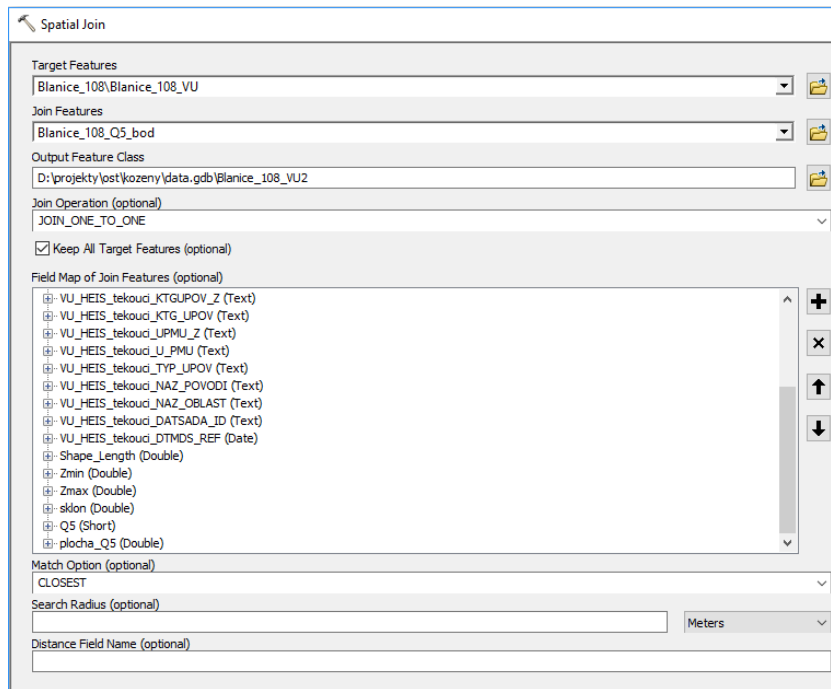 Spatial Join
Target Features
Blanice_108\Blanice_108_VU
Join Features
Blanice_108_Q5_bod
Output Feature Class
D:\projekty\ost\kozeny\data.gdb\Blanice_108_VU2
Join Operation (optional)
JOIN_ONE_TO_ONE
Keep All Target Features (optional)
Field Map of Join Features (optional)
VU_HEIS_tekouci_KTGUPOV_Z (Text)
VU_HEIS_tekouci_KTG_UPOV (Text)
VU_HEIS_tekouci_UPMU_Z (Text)
VU_HEIS_tekouci_U_PMU (Text)
VU_HEIS_tekouci_TYP_UPOV (Text)
VU_HEIS_tekouci_NAZ_POVODI (Text)
VU_HEIS_tekouci_NAZ_OBLAST (Text)
VU_HEIS_tekouci_DATSADA_ID (Text)
VU_HEIS_tekouci_DTMDS_REF (Date)
Shape_Length (Double)
Zmin (Double)
Zmax (Double)
sklon (Double)
Q5 (Short)
plocha_Q5 (Double)
Match Option (optional)
CLOSEST
Search Radius (optional)
Meters
Distance Field Name (optional)